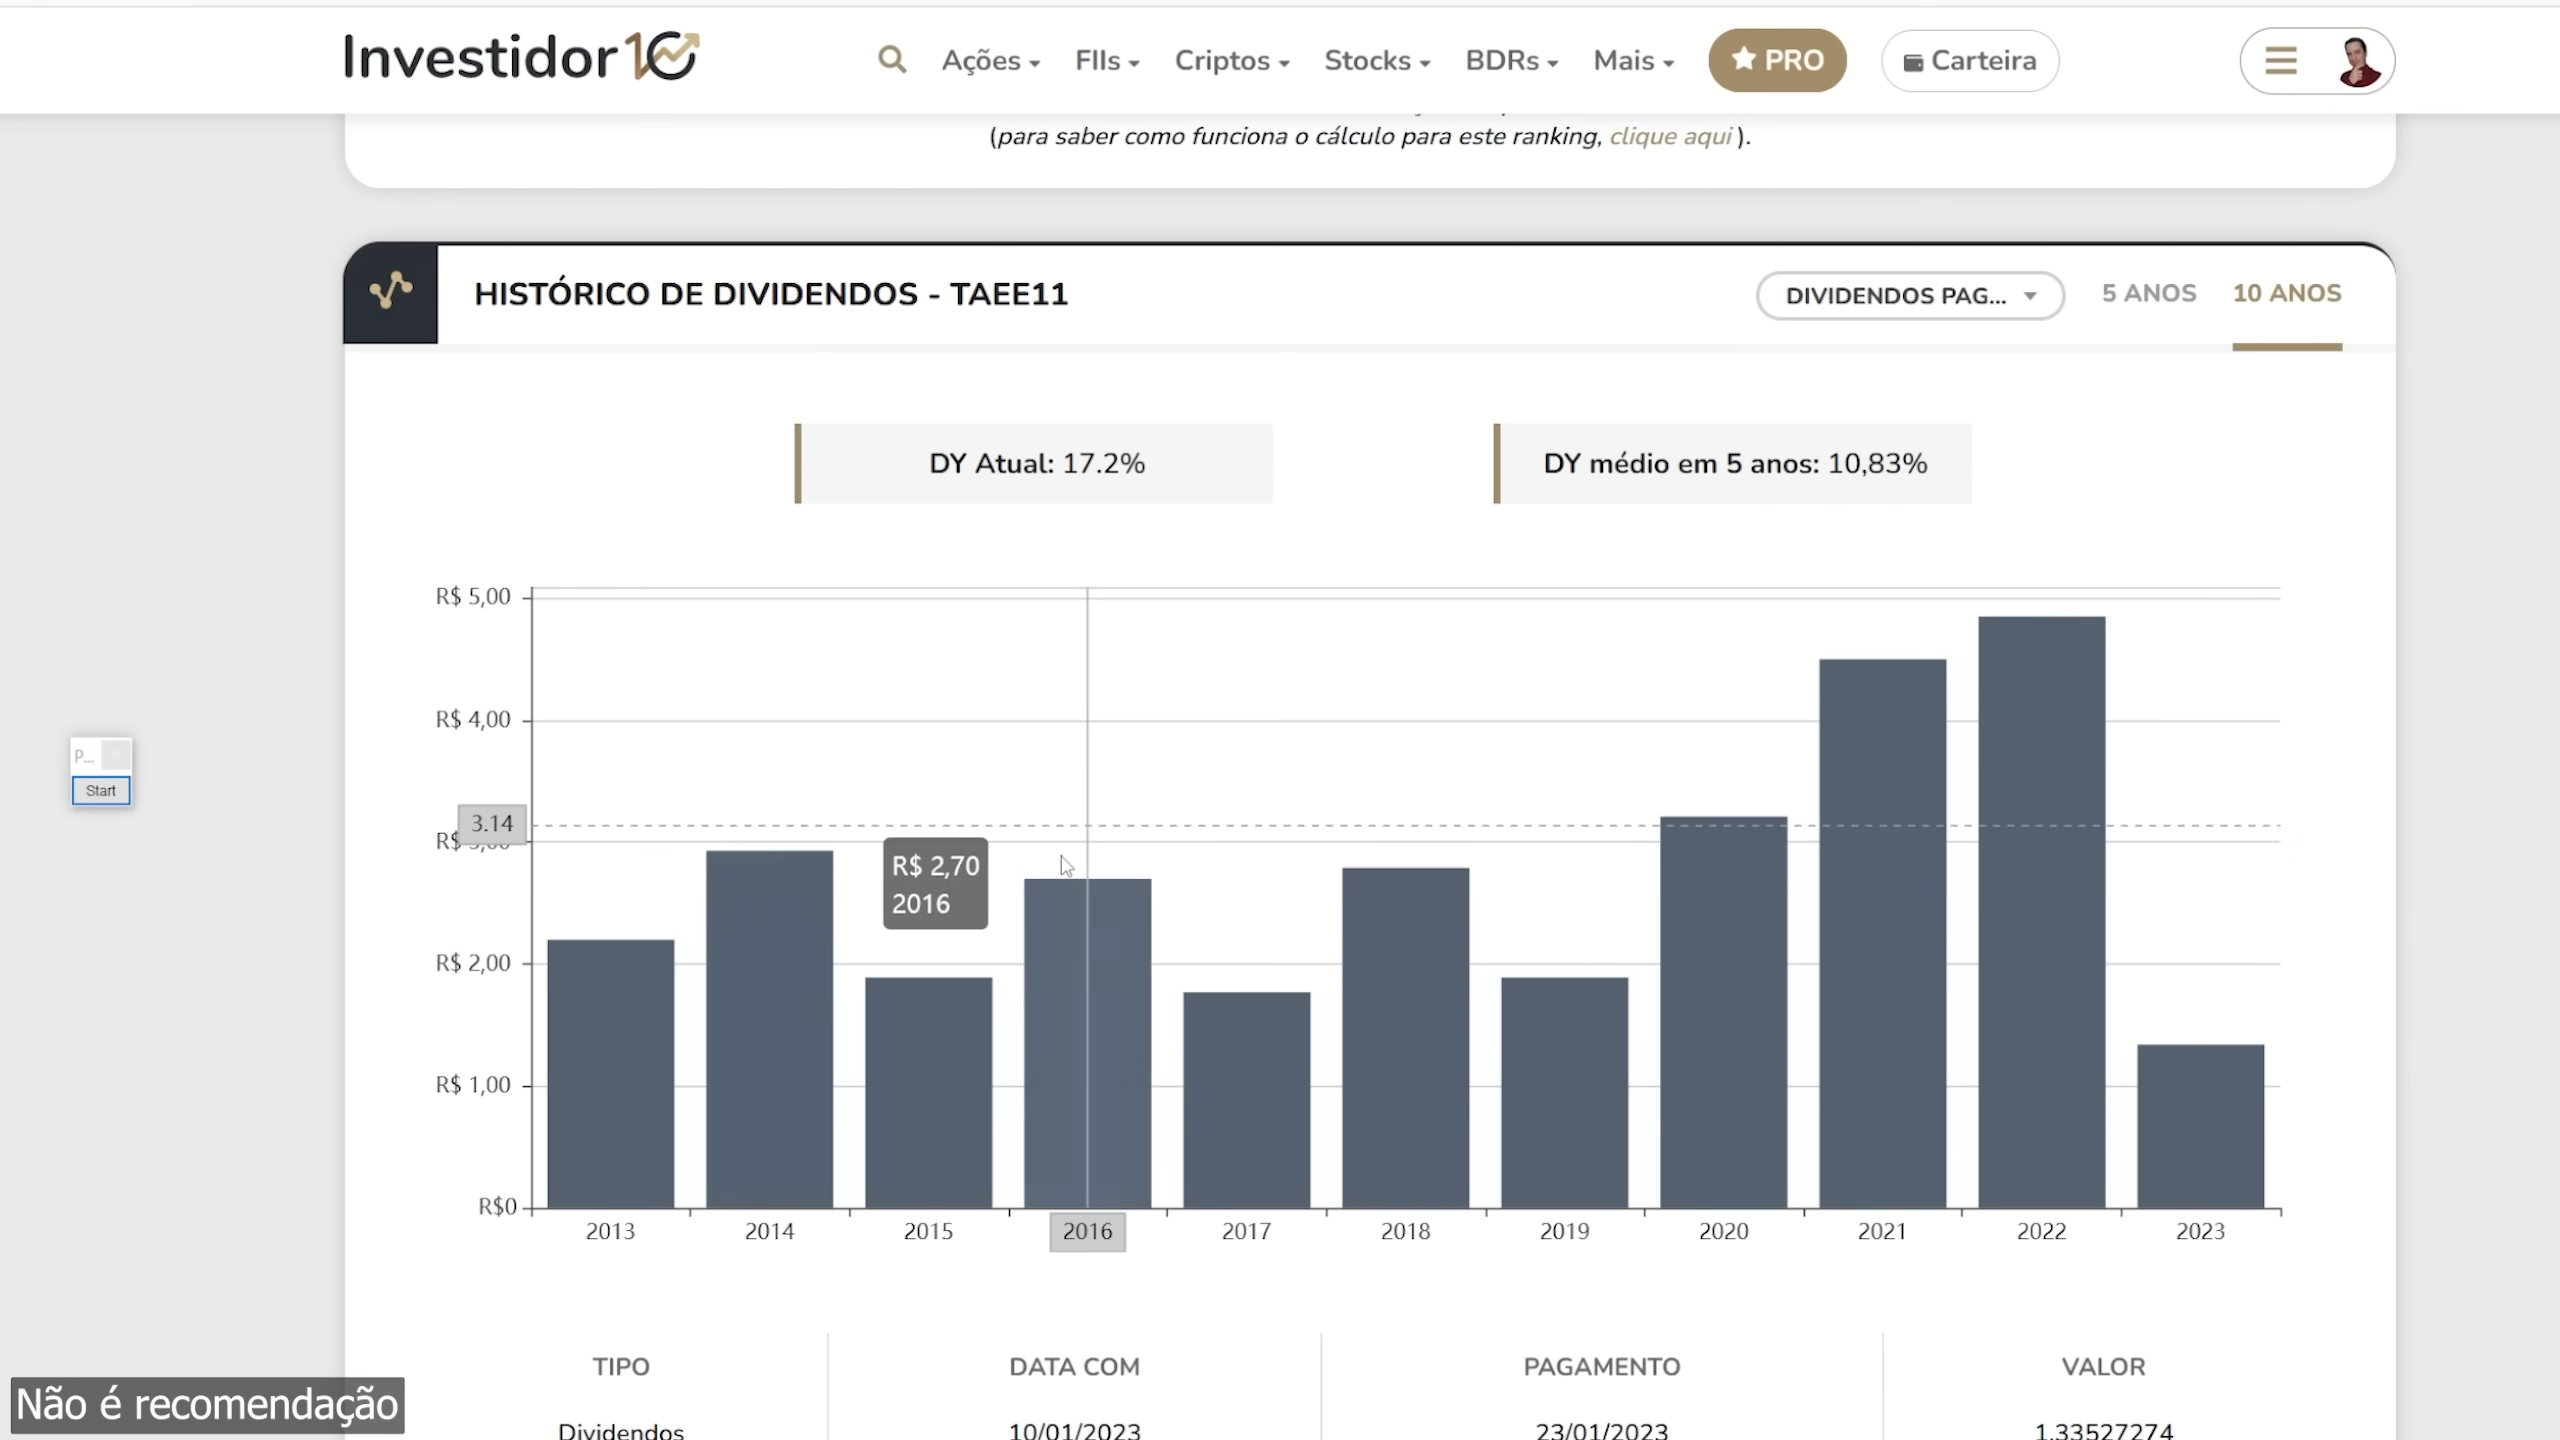 Investidor10
Ações FIIs Criptos Stocks BDRs Mais PRO Carteira
(para saber como funciona o cálculo para este ranking, clique aqui ).
HISTÓRICO DE DIVIDENDOS - TAEE11
DIVIDENDOS PAG...
5 ANOS
10 ANOS
DY Atual: 17.2%
DY médio em 5 anos: 10,83%
R$ 5,00
R$ 4,00
3.14
R$ 3,00
R$ 2,00
R$ 1,00
R$0
R$ 2,70
2016
2013 2014 2015 2016 2017 2018 2019 2020 2021 2022 2023
P...
Start
TIPO DATA COM PAGAMENTO VALOR
Dividendos 10/01/2023 23/01/2023 1.33527274
Não é recomendação